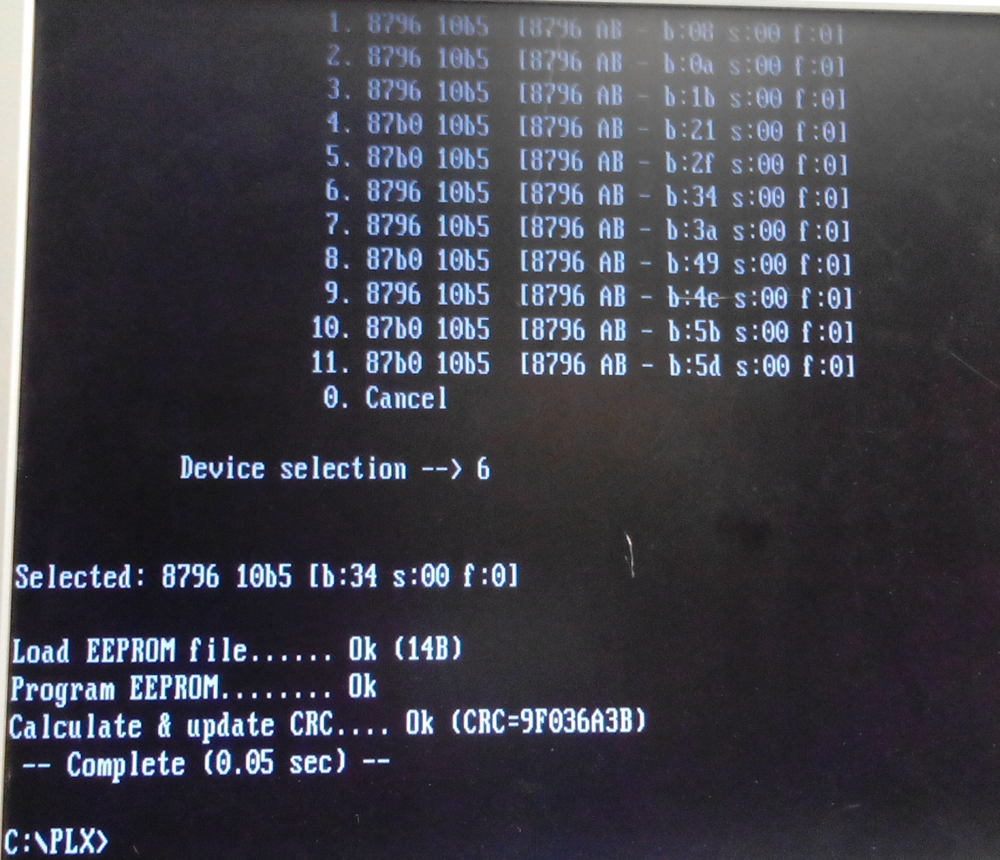 1. 8796 10b5 [8796 AB - b:08 s:00 f:0]
2. 8796 10b5 [8796 AB - b:0a s:00 f:0]
3. 8796 10b5 [8796 AB - b:1b s:00 f:0]
4. 87b0 10b5 [8796 AB - b:21 s:00 f:0]
5. 87b0 10b5 [8796 AB - b:2f s:00 f:0]
6. 8796 10b5 [8796 AB - b:34 s:00 f:0]
7. 8796 10b5 [8796 AB - b:3a s:00 f:0]
8. 87b0 10b5 [8796 AB - b:49 s:00 f:0]
9. 8796 10b5 [8796 AB - b:4c s:00 f:0]
10. 87b0 10b5 [8796 AB - b:5b s:00 f:0]
11. 87b0 10b5 [8796 AB - b:5d s:00 f:0]
0. Cancel
Device selection --> 6
Selected: 8796 10b5 [b:34 s:00 f:0]
Load EEPROM file...... Ok (14B)
Program EEPROM........ Ok
Calculate & update CRC.... Ok (CRC=9F036A3B)
-- Complete (0.05 sec) --
C:\PLX>